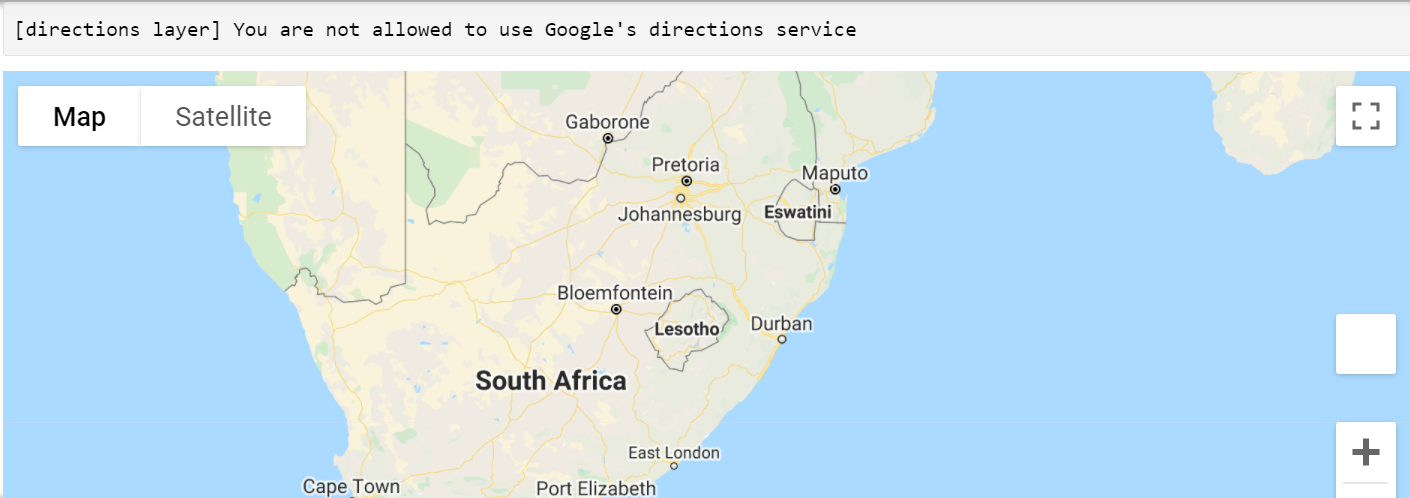 [directions layer] You are not allowed to use Google's directions service
Map
Satellite
Gaborone
Pretoria
Maputo
Johannesburg
Eswatini
Bloemfontein
Lesotho
Durban
South Africa
East London
Cape Town
Port Elizabeth